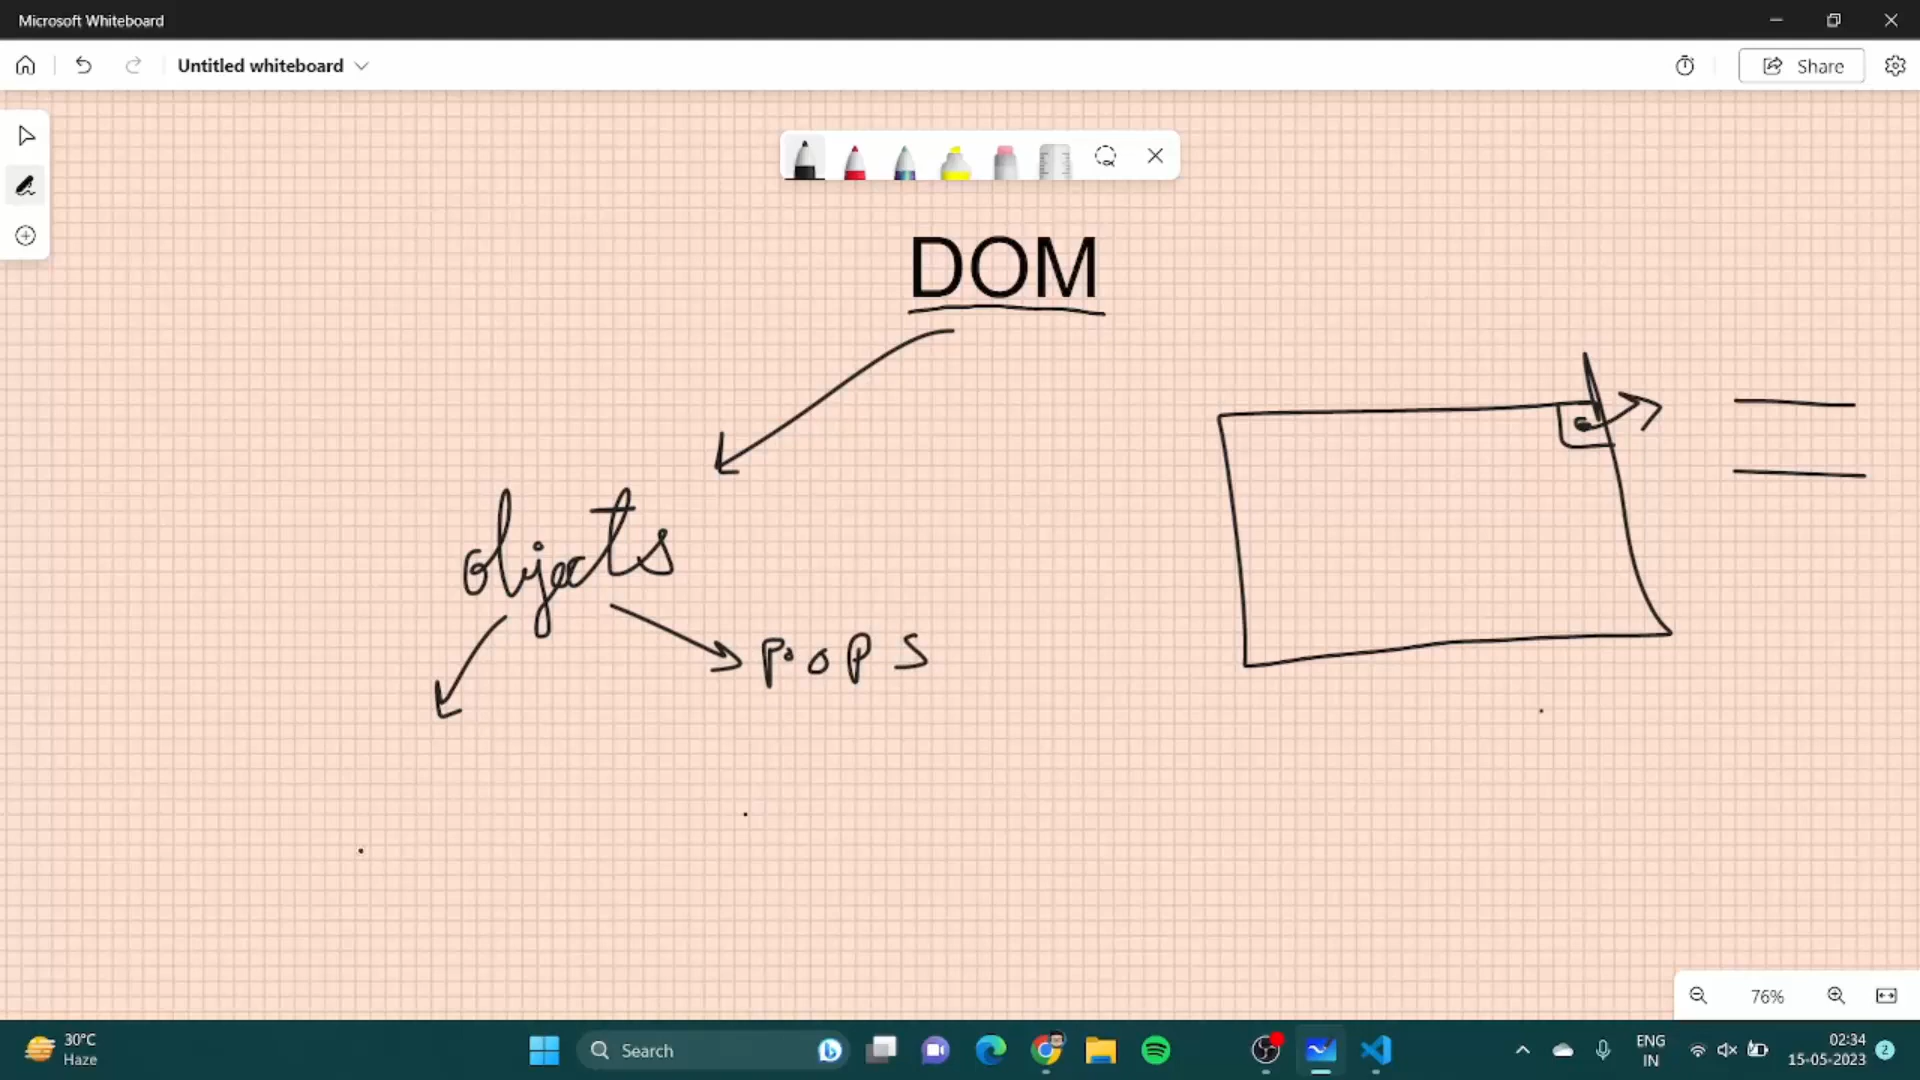 Microsoft Whiteboard
Untitled whiteboard
Share
DOM
objects
props
76%
30°C
Haze
Search
ENG
IN
02:34
15-05-2023
2